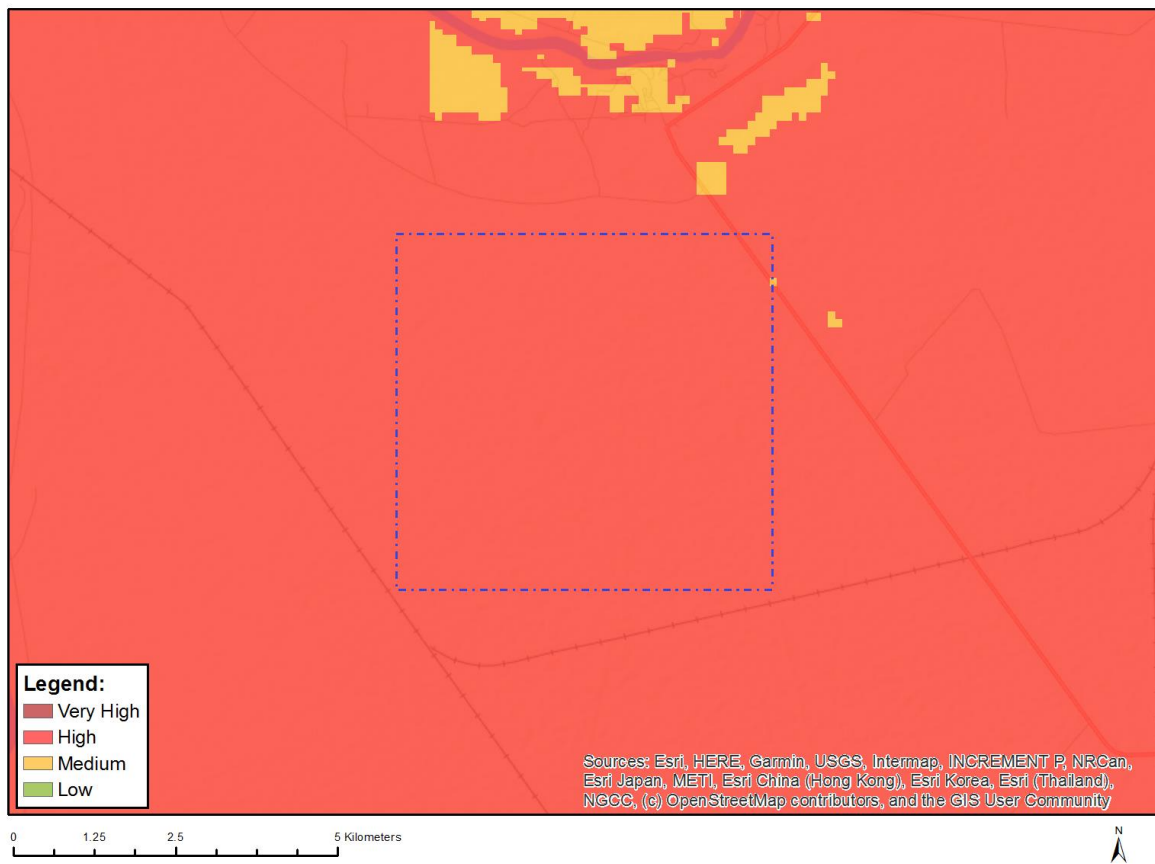 Legend:
Very High
High
Medium
Low
Sources: Esri, HERE, Garmin, USGS, Intermap, INCREMENT P, NRCan,
Esri Japan, METI, Esri China (Hong Kong), Esri Korea, Esri (Thailand),
NGCC, (c) OpenStreetMap contributors, and the GIS User Community
0 1.25 2.5 5 Kilometers
N